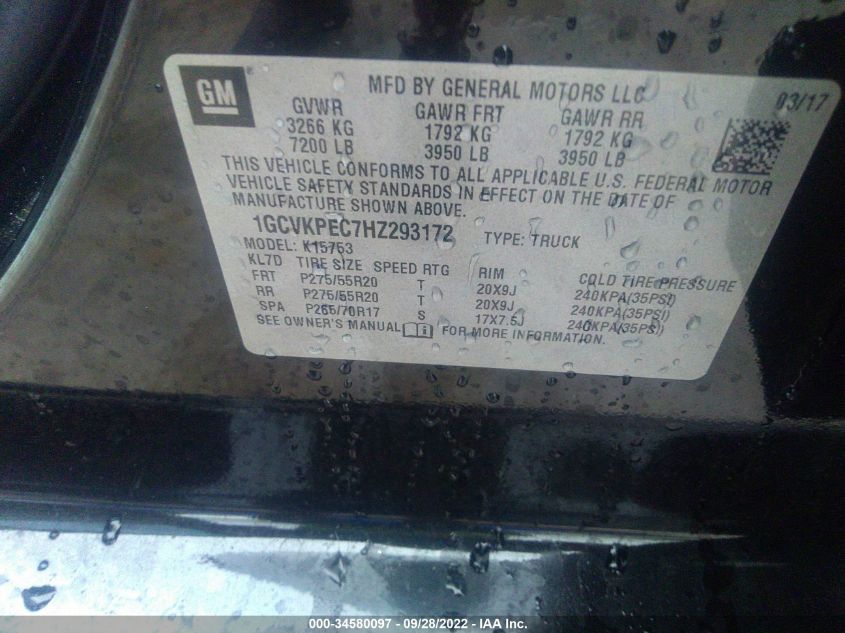 GM
MFD BY GENERAL MOTORS LLC
03/17
GVWR GAWR FRT GAWR RR
3266 KG 1792 KG 1792 KG
7200 LB 3950 LB 3950 LB
THIS VEHICLE CONFORMS TO ALL APPLICABLE U.S. FEDERAL MOTOR
VEHICLE SAFETY STANDARDS IN EFFECT ON THE DATE OF
MANUFACTURE SHOWN ABOVE.
1GCVKPEC7HZ293172 TYPE: TRUCK
MODEL: K15753
KL7D TIRE SIZE SPEED RTG RIM COLD TIRE PRESSURE
FRT P275/55R20 T 20X9J 240KPA(35PSI)
RR P275/55R20 T 20X9J 240KPA(35PSI)
SPA P265/70R17 S 17X7.5J 240KPA(35PSI)
SEE OWNER'S MANUAL FOR MORE INFORMATION.
000-34580097 - 09/28/2022 - IAA Inc.